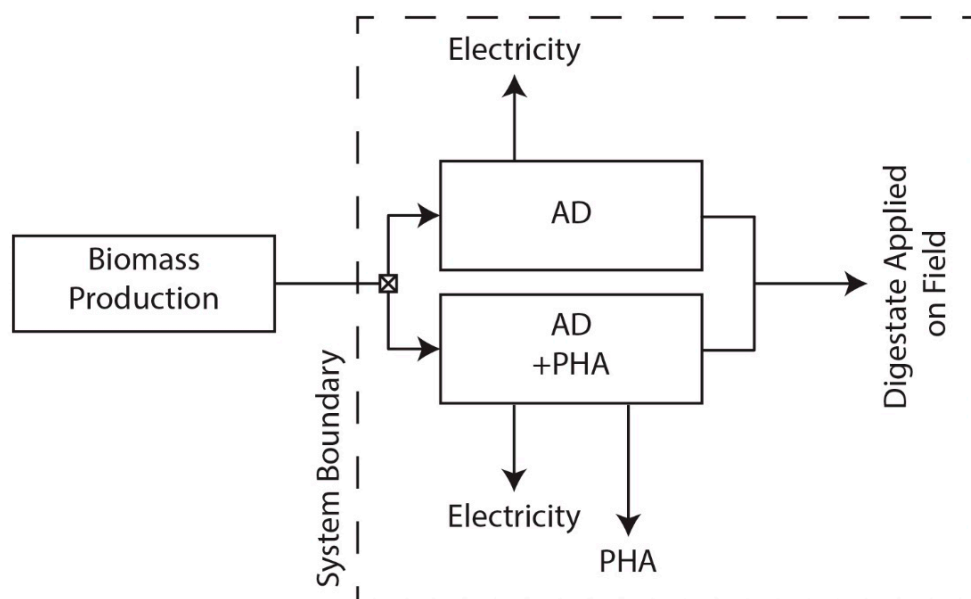 Electricity
AD
Biomass
Production
AD
+PHA
Digestate Applied
on Field
System Boundary
Electricity
PHA